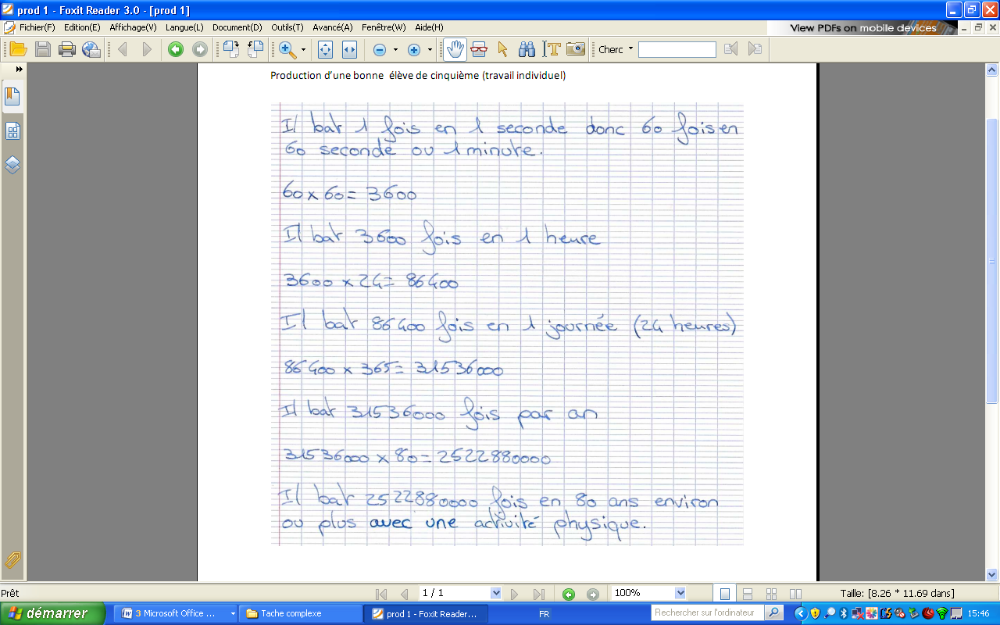 prod 1 - Foxit Reader 3.0 - [prod 1]
Fichier(F) Edition(E) Affichage(V) Langue(L) Document(D) Outils(T) Avancé(A) Fenêtre(W) Aide(H)
View PDFs on mobile devices
Cherc
Production d'une bonne élève de cinquième (travail individuel)
Il bat 1 fois en 1 seconde donc 60 fois en
60 seconde ou 1 minute.
60 x 60 = 3600
Il bat 3600 fois en 1 heure
3600 x 24 = 86400
Il bat 86400 fois en 1 journée (24 heures)
86400 x 365 = 31536000
Il bat 31536000 fois par an
31536000 x 80 = 2522880000
Il bat 2522880000 fois en 80 ans environ
ou plus avec une activité physique.
Prêt 1 / 1 100% Taille: [8.26 * 11.69 dans]
démarrer 3 Microsoft Office ... Tache complexe prod 1 - Foxit Reader... FR Rechercher sur l'ordinateur 15:46